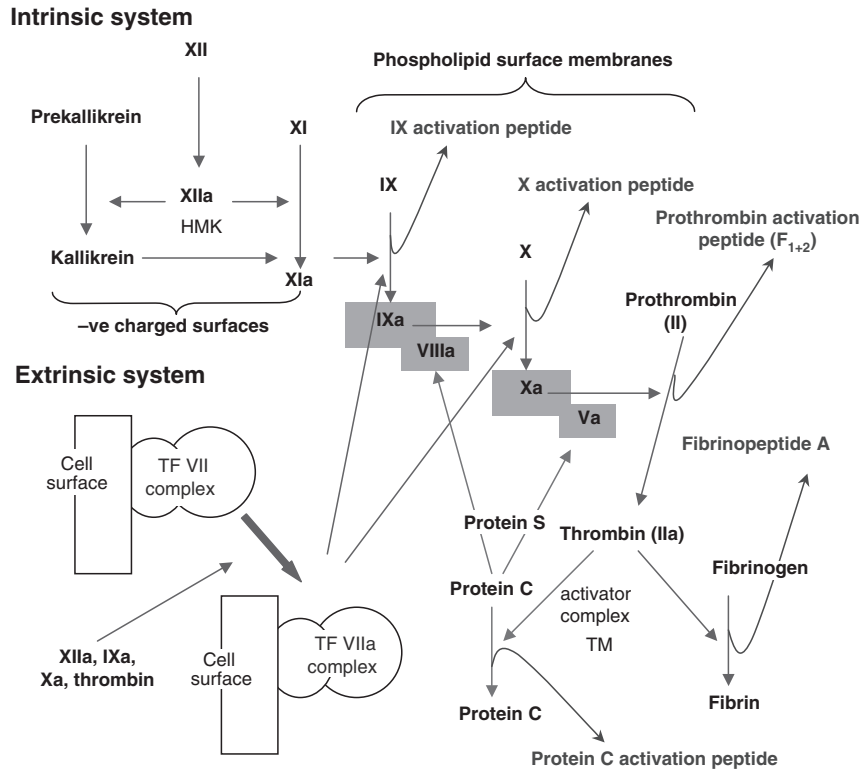 Intrinsic system
XII
Phospholipid surface membranes
Prekallikrein
XI
IX activation peptide
IX
X activation peptide
XIIa
HMK
Prothrombin activation
peptide (F1+2)
Kallikrein
X
XIa
Prothrombin
(II)
–ve charged surfaces
IXa
VIIIa
Extrinsic system
Xa
Va
Cell
surface
TF VII
complex
Fibrinopeptide A
Protein S
Thrombin (IIa)
Fibrinogen
Protein C
activator
complex
TM
XIIa, IXa,
Xa, thrombin
Cell
surface
TF VIIa
complex
Protein C
Fibrin
Protein C activation peptide